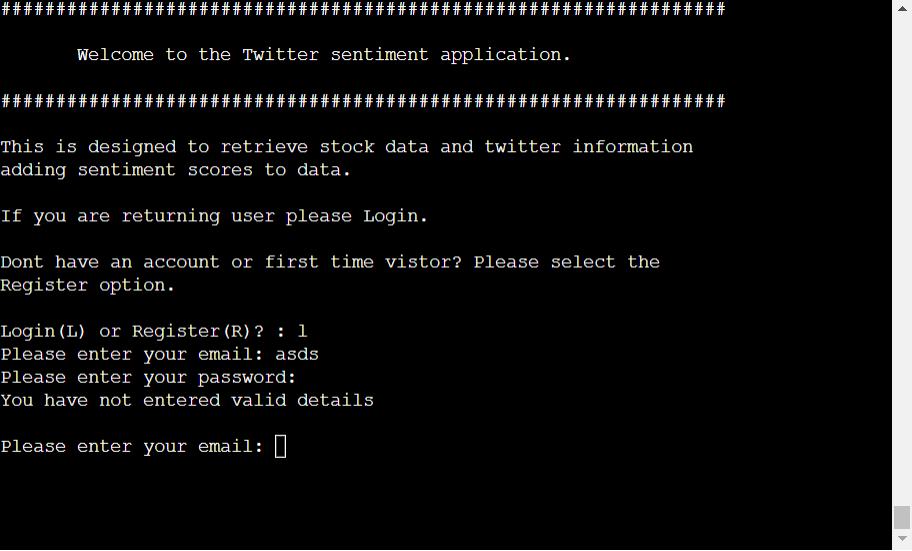 ##################################################################
Welcome to the Twitter sentiment application.
##################################################################
This is designed to retrieve stock data and twitter information
adding sentiment scores to data.
If you are returning user please Login.
Dont have an account or first time vistor? Please select the
Register option.
Login(L) or Register(R)? : l
Please enter your email: asds
Please enter your password:
You have not entered valid details
Please enter your email: